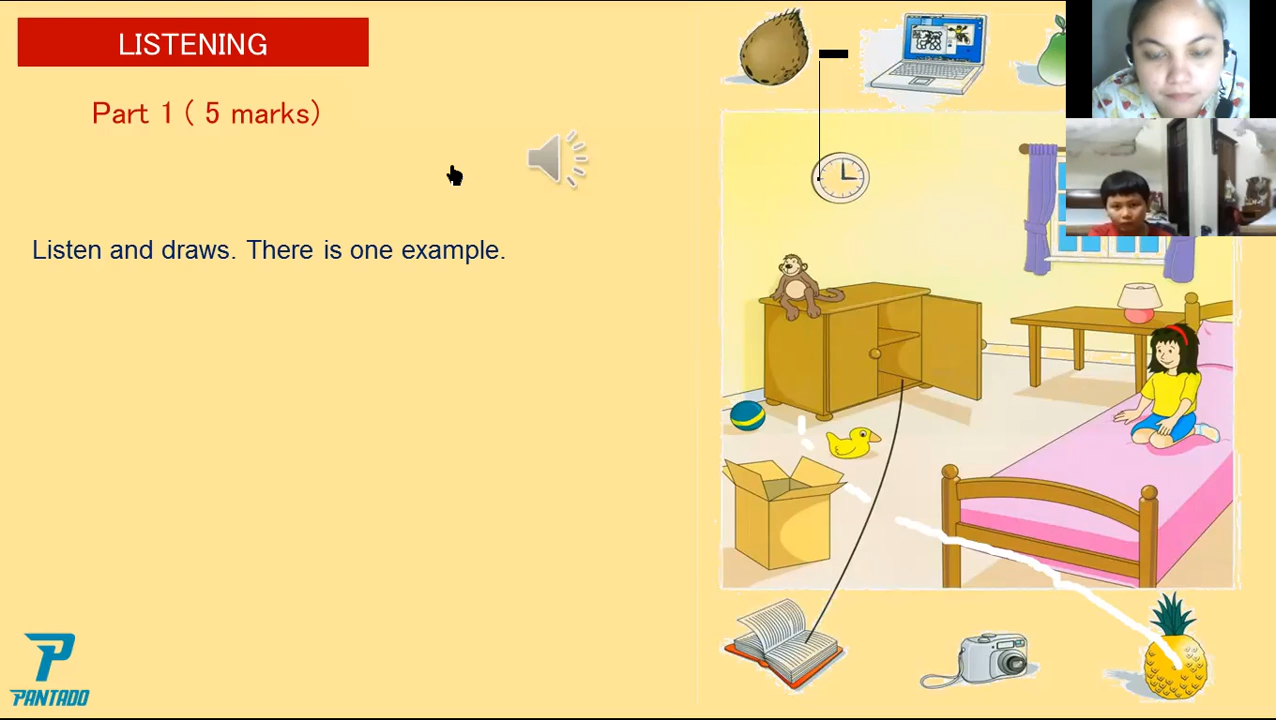 LISTENING
Part 1 ( 5 marks)
Listen and draws. There is one example.
PANTADO